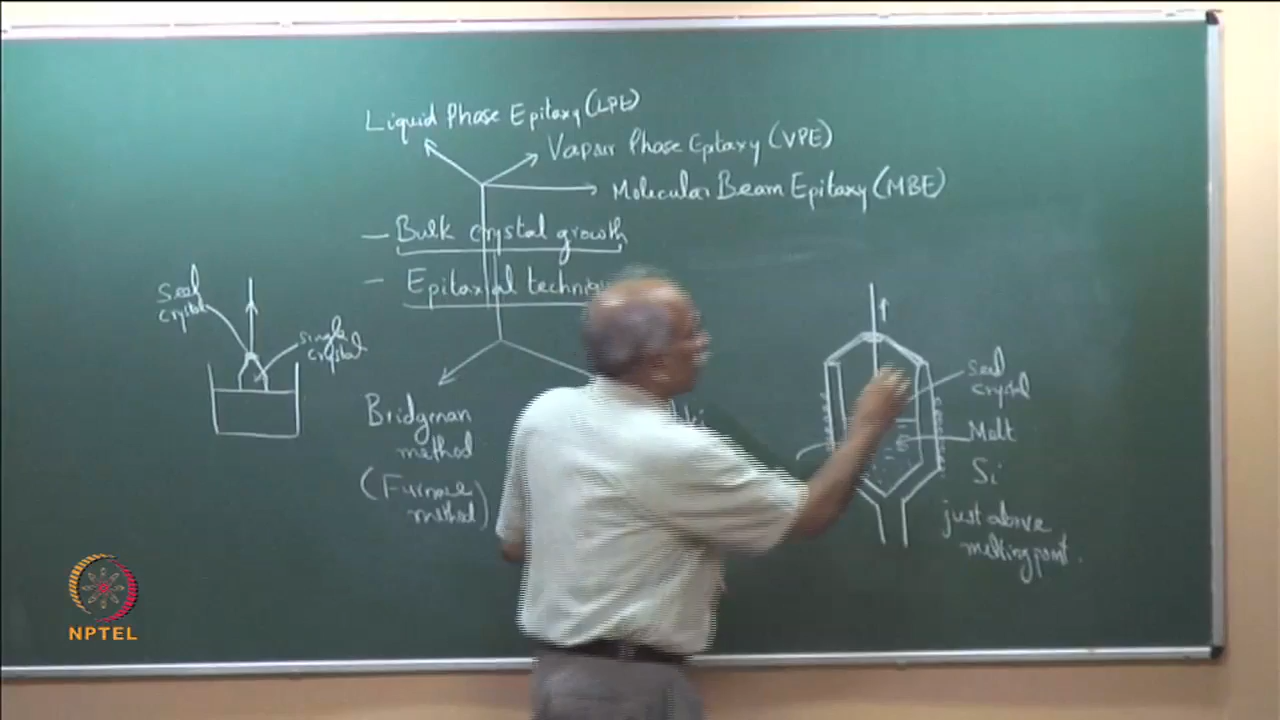 Liquid Phase Epitaxy (LPE)
Vapour Phase Epitaxy (VPE)
Molecular Beam Epitaxy (MBE)
– Bulk crystal growth
– Epitaxial techniqu
Seed
crystal
Single
crystal
Bridgman
method
(Furnace
method)
Seed
crystal
Melt
Si
just above
melting point.
NPTEL